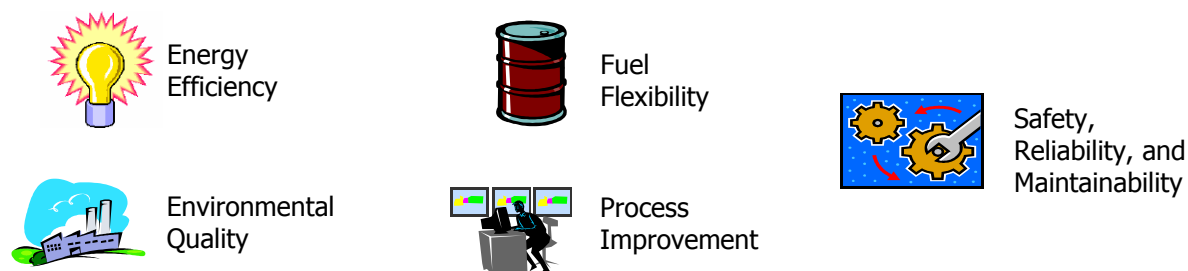 Energy
Efficiency
Fuel
Flexibility
Safety,
Reliability, and
Maintainability
Environmental
Quality
Process
Improvement